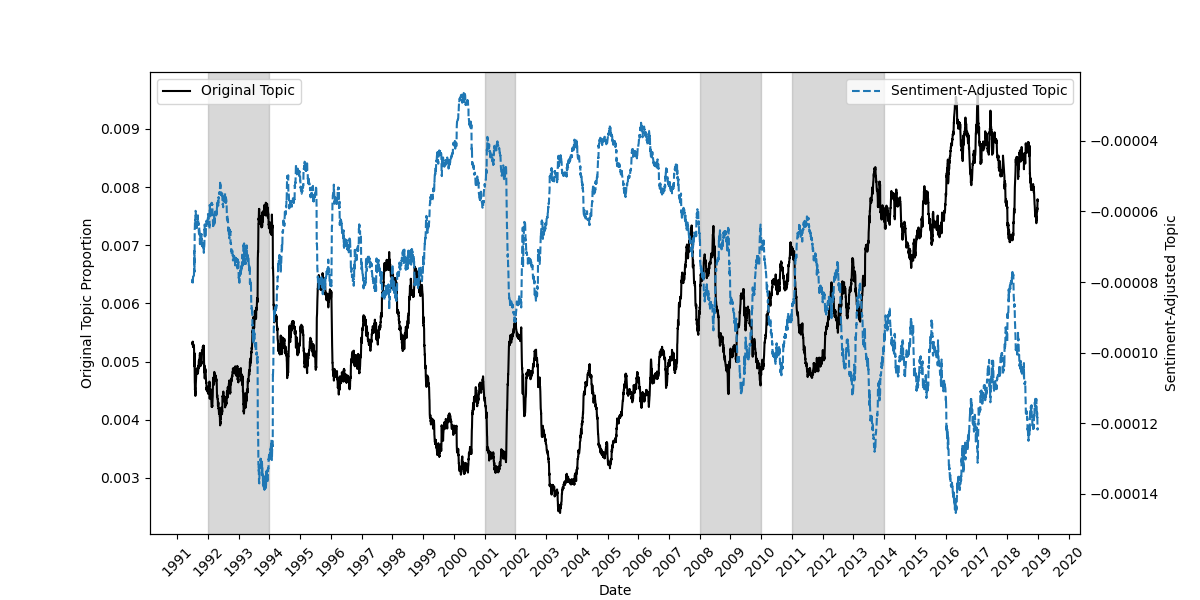 Original Topic
Sentiment-Adjusted Topic
0.009
0.008
0.007
0.006
0.005
0.004
0.003
Original Topic Proportion
−0.00004
−0.00006
−0.00008
−0.00010
−0.00012
−0.00014
Sentiment-Adjusted Topic
1991 1992 1993 1994 1995 1996 1997 1998 1999 2000 2001 2002 2003 2004 2005 2006 2007 2008 2009 2010 2011 2012 2013 2014 2015 2016 2017 2018 2019 2020
Date